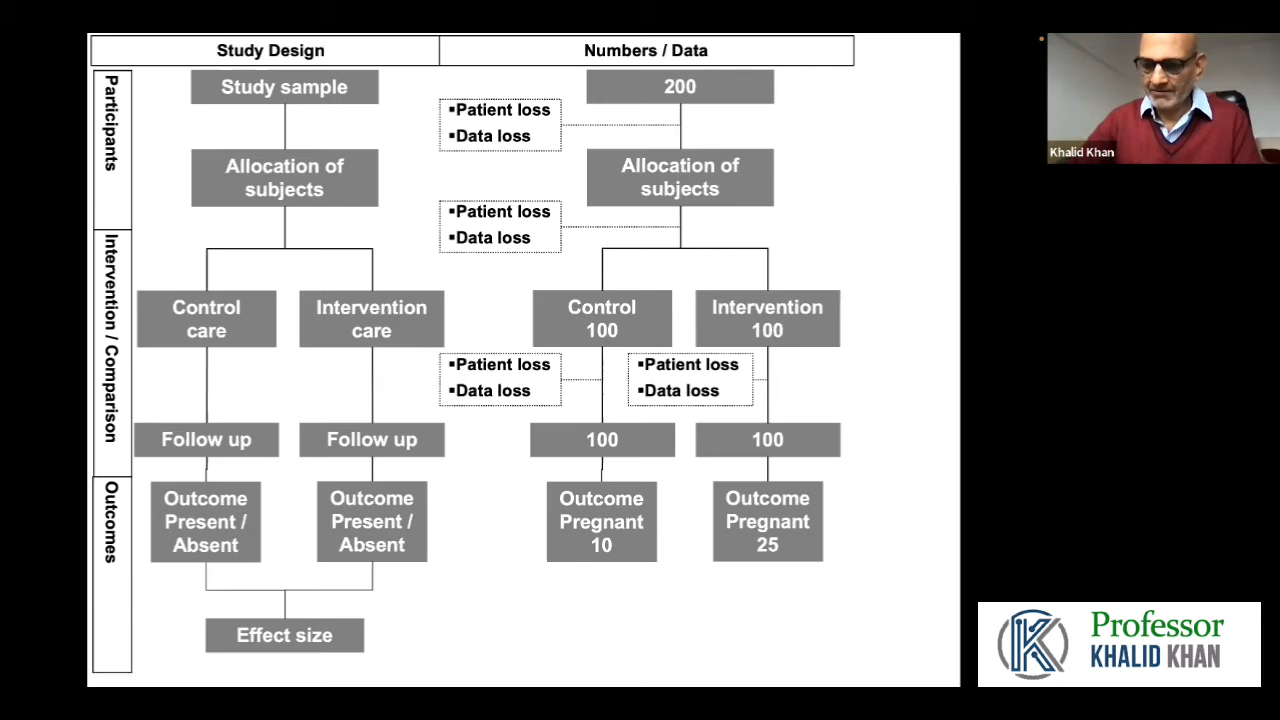 Study Design
Numbers / Data
Participants
Study sample
200
▪Patient loss
▪Data loss
Allocation of
subjects
Allocation of
subjects
▪Patient loss
▪Data loss
Intervention / Comparison
Control
care
Intervention
care
Control
100
Intervention
100
▪Patient loss
▪Data loss
▪Patient loss
▪Data loss
Follow up
Follow up
100
100
Outcomes
Outcome
Present /
Absent
Outcome
Present /
Absent
Outcome
Pregnant
10
Outcome
Pregnant
25
Effect size
Khalid Khan
Professor
KHALID KHAN